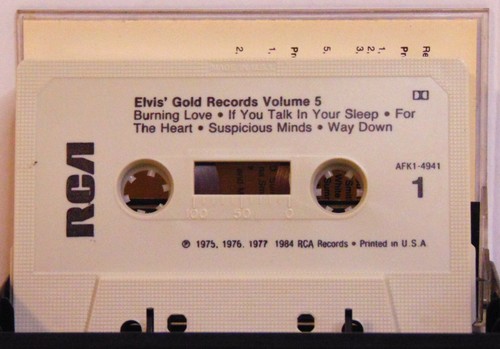 Elvis' Gold Records Volume 5
Burning Love • If You Talk In Your Sleep • For
The Heart • Suspicious Minds • Way Down
RCA
AFK1-4941
1
100 50 0
℗ 1975, 1976, 1977 1984 RCA Records • Printed in U.S.A.